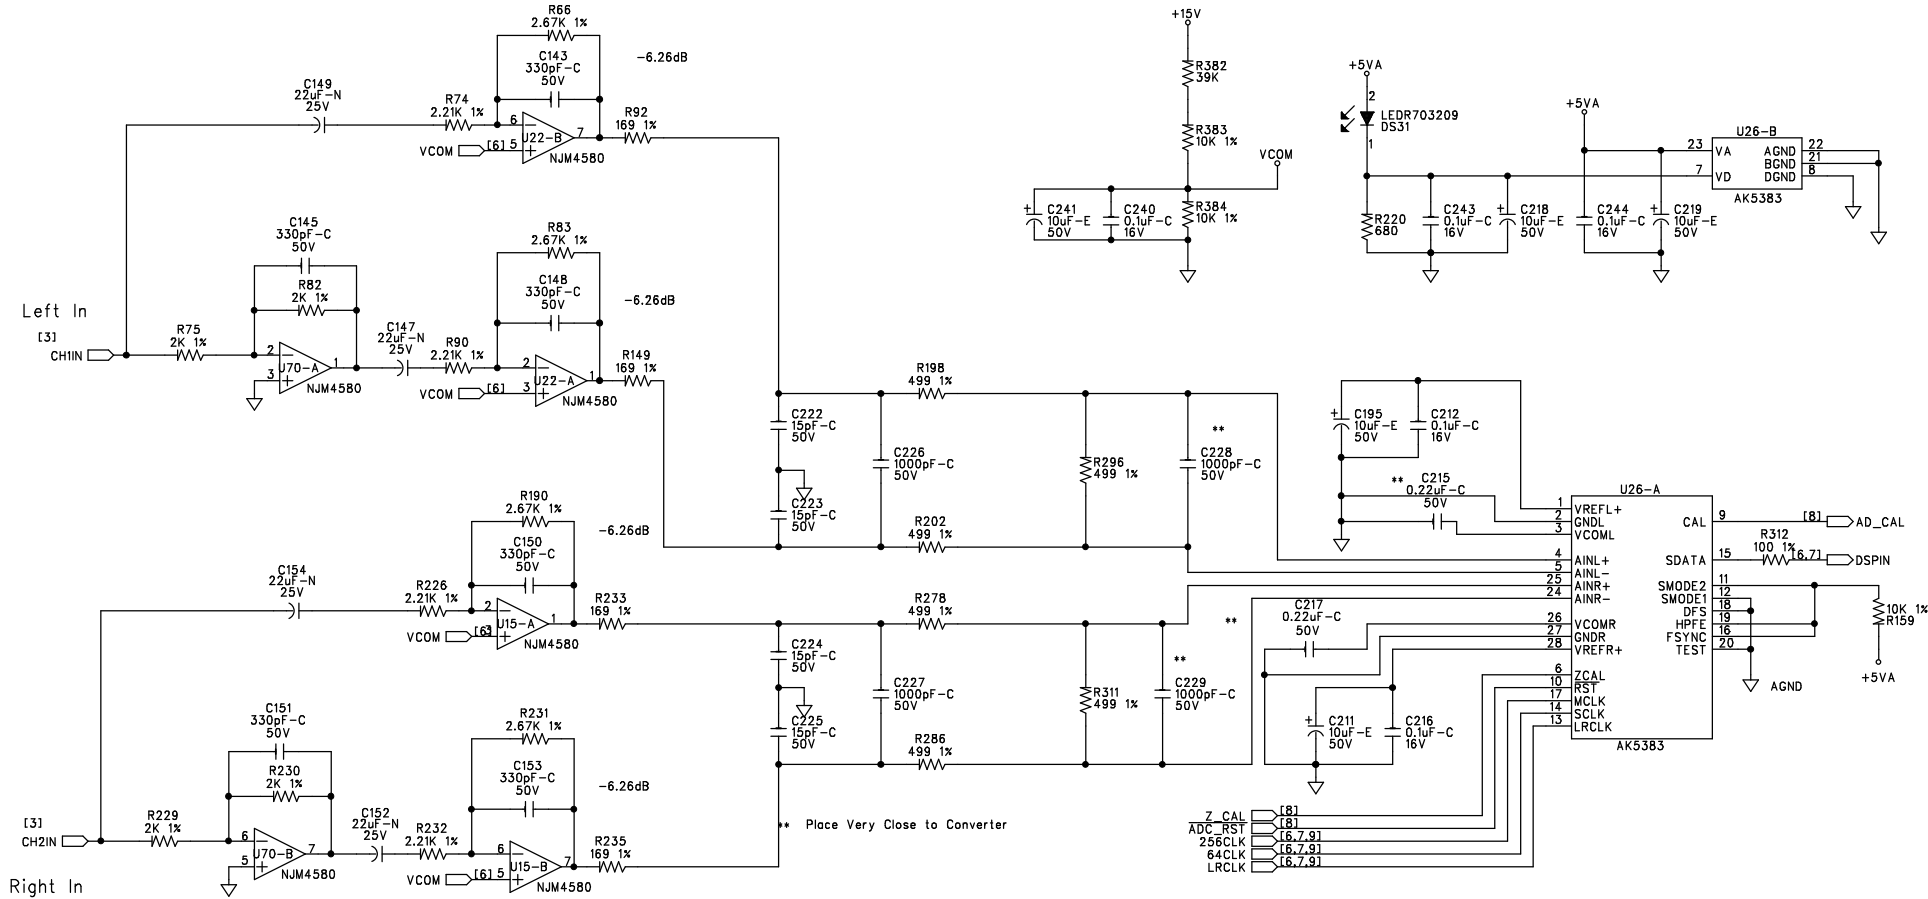 R66
2.67K 1%
C143
330pF-C
50V
-6.26dB
C149
22uF-N
25V
R74
2.21K 1%
6
5
7
U22-B
NJM4580
VCOM
[6]
R92
169 1%
+15V
R382
39K
R383
10K 1%
VCOM
R384
10K 1%
C241
10uF-E
50V
C240
0.1uF-C
16V
+5VA
2
LEDR703209
DS31
1
R220
680
C243
0.1uF-C
16V
C218
10uF-E
50V
+5VA
C244
0.1uF-C
16V
C219
10uF-E
50V
U26-B
23 VA
7 VD
AGND 22
BGND 21
DGND 8
AK5383
Left In
[3]
CH1IN
R75
2K 1%
C145
330pF-C
50V
R82
2K 1%
2
3
1
U70-A
NJM4580
C147
22uF-N
25V
R90
2.21K 1%
VCOM
[6]
R83
2.67K 1%
C148
330pF-C
50V
-6.26dB
2
3
1
U22-A
NJM4580
R149
169 1%
C222
15pF-C
50V
C223
15pF-C
50V
C226
1000pF-C
50V
R198
499 1%
R202
499 1%
R296
499 1%
**
C228
1000pF-C
50V
C195
10uF-E
50V
C212
0.1uF-C
16V
**
C215
0.22uF-C
50V
R190
2.67K 1%
C150
330pF-C
50V
-6.26dB
C154
22uF-N
25V
R226
2.21K 1%
VCOM
[6]
2
3
1
U15-A
NJM4580
R233
169 1%
C224
15pF-C
50V
C225
15pF-C
50V
C227
1000pF-C
50V
R278
499 1%
R286
499 1%
R311
499 1%
**
**
C229
1000pF-C
50V
C217
0.22uF-C
50V
C211
10uF-E
50V
C216
0.1uF-C
16V
U26-A
1 VREFL+
2 GNDL
3 VCOML
4 AINL+
5 AINL-
25 AINR+
24 AINR-
26 VCOMR
27 GNDR
28 VREFR+
6 ZCAL
10 RST
17 MCLK
14 SCLK
13 LRCLK
CAL 9
SDATA 15
SMODE2 11
SMODE1 12
DFS 18
HPFE 19
FSYNC 16
TEST 20
AK5383
[8] AD_CAL
R312
100 1%
[6,7] DSPIN
10K 1%
R159
+5VA
AGND
[3]
CH2IN
Right In
R229
2K 1%
C151
330pF-C
50V
R230
2K 1%
6
5
7
U70-B
NJM4580
C152
22uF-N
25V
R232
2.21K 1%
VCOM
[6]
R231
2.67K 1%
C153
330pF-C
50V
-6.26dB
6
5
7
U15-B
NJM4580
R235
169 1%
** Place Very Close to Converter
Z_CAL [8]
ADC_RST [8]
256CLK [6,7,9]
64CLK [6,7,9]
LRCLK [6,7,9]